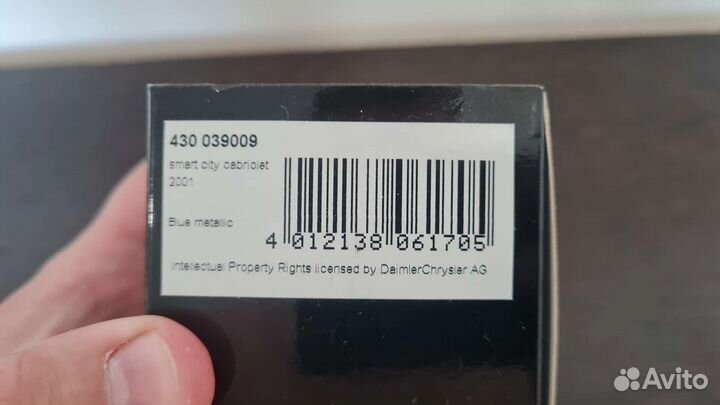 430 039009
smart city cabriolet
2001
Blue metallic
4 012138 061705
Intellectual Property Rights licensed by DaimlerChrysler AG
Avito